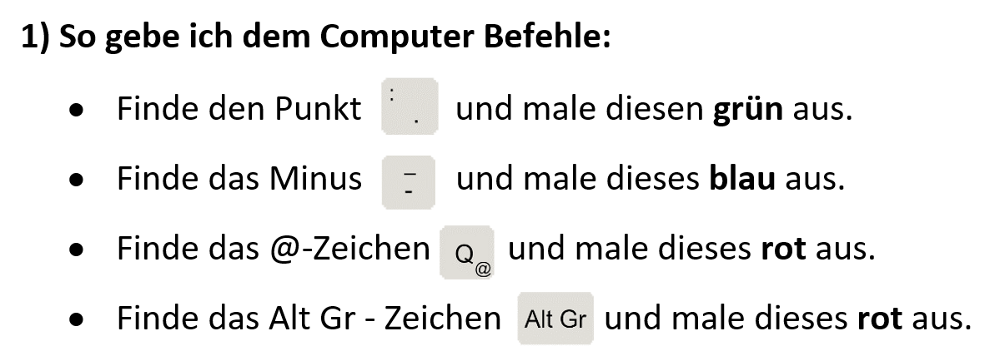 1) So gebe ich dem Computer Befehle:
• Finde den Punkt : . und male diesen grün aus.
• Finde das Minus _ - und male dieses blau aus.
• Finde das @-Zeichen Q @ und male dieses rot aus.
• Finde das Alt Gr - Zeichen Alt Gr und male dieses rot aus.